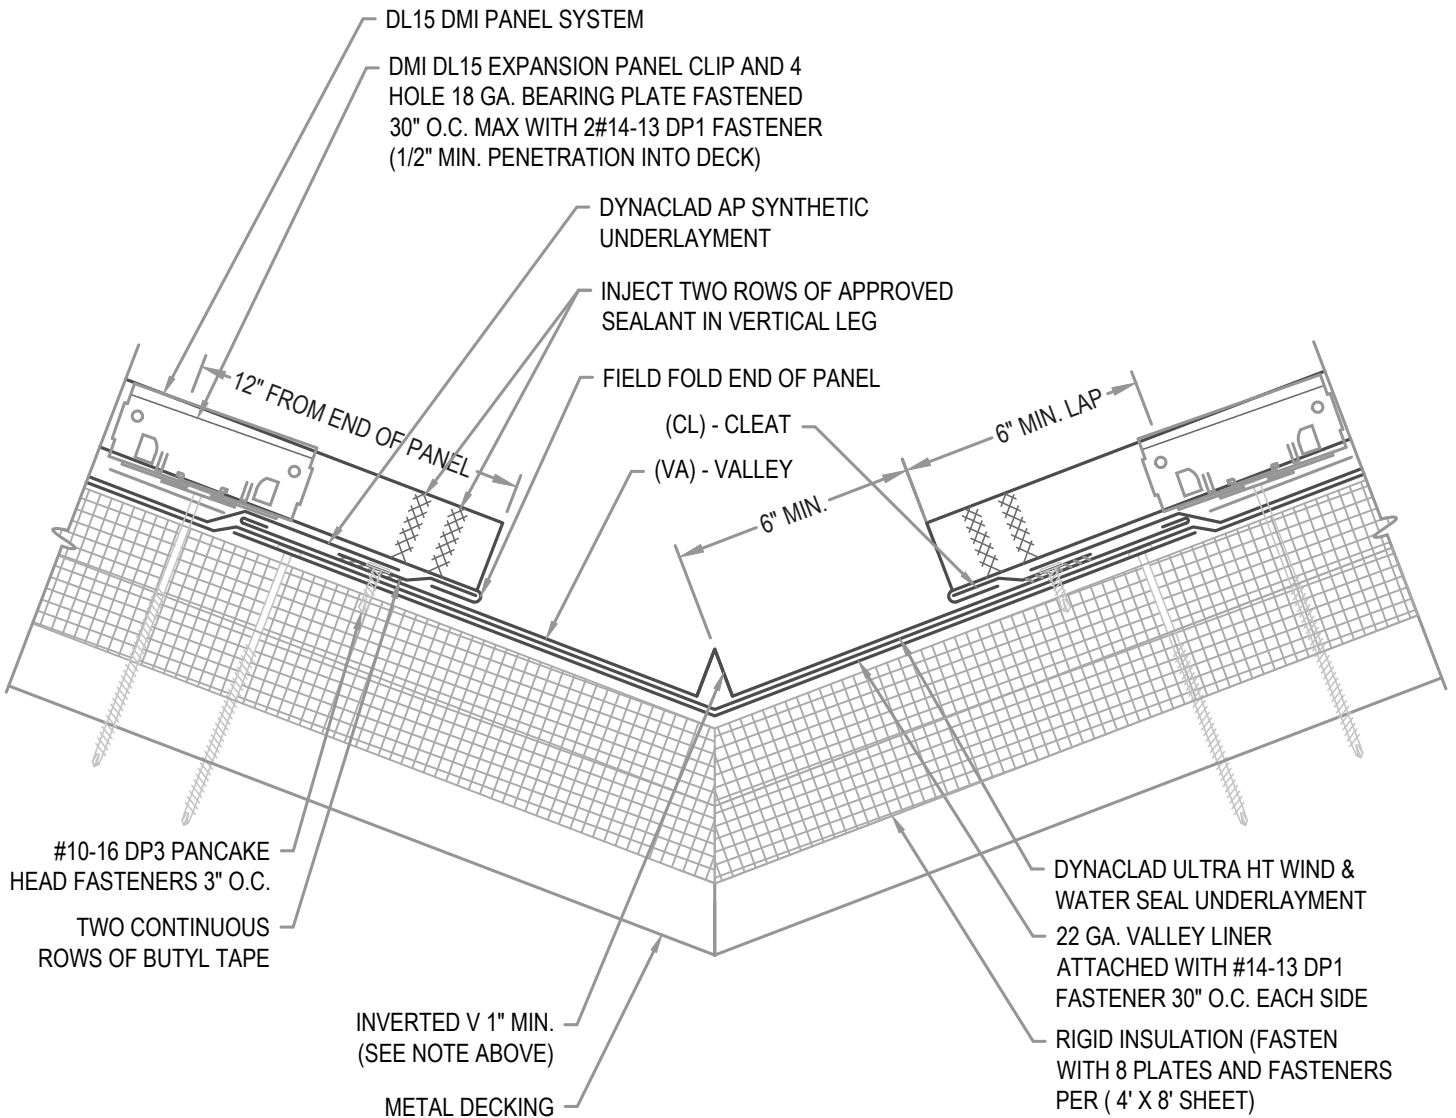 DL15 DMI PANEL SYSTEM
DMI DL15 EXPANSION PANEL CLIP AND 4
HOLE 18 GA. BEARING PLATE FASTENED
30" O.C. MAX WITH 2#14-13 DP1 FASTENER
(1/2" MIN. PENETRATION INTO DECK)
DYNACLAD AP SYNTHETIC
UNDERLAYMENT
INJECT TWO ROWS OF APPROVED
SEALANT IN VERTICAL LEG
FIELD FOLD END OF PANEL
(CL) - CLEAT
(VA) - VALLEY
12" FROM END OF PANEL
6" MIN. LAP
6" MIN.
#10-16 DP3 PANCAKE
HEAD FASTENERS 3" O.C.
TWO CONTINUOUS
ROWS OF BUTYL TAPE
INVERTED V 1" MIN.
(SEE NOTE ABOVE)
METAL DECKING
DYNACLAD ULTRA HT WIND &
WATER SEAL UNDERLAYMENT
22 GA. VALLEY LINER
ATTACHED WITH #14-13 DP1
FASTENER 30" O.C. EACH SIDE
RIGID INSULATION (FASTEN
WITH 8 PLATES AND FASTENERS
PER ( 4' X 8' SHEET)